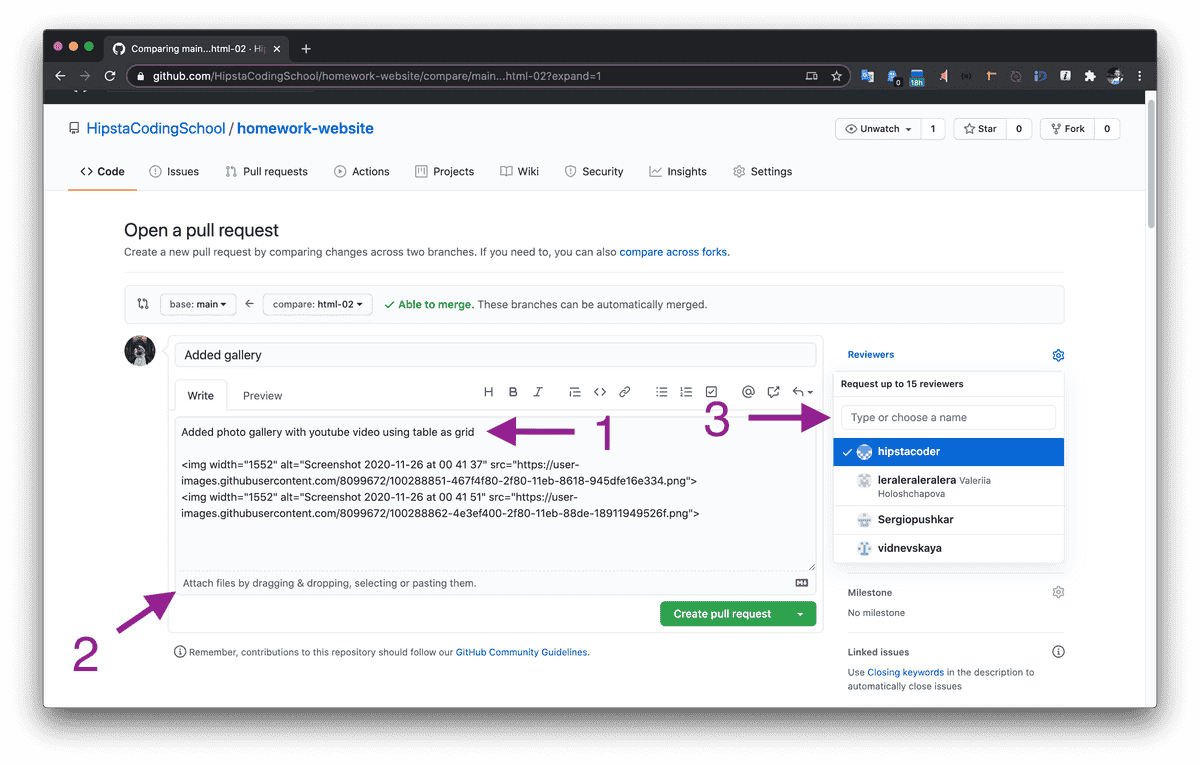 Comparing main...html-02 · Hi
github.com/HipstaCodingSchool/homework-website/compare/main...html-02?expand=1
0
18h
HipstaCodingSchool / homework-website
Unwatch 1 Star 0 Fork 0
Code Issues Pull requests Actions Projects Wiki Security Insights Settings
Open a pull request
Create a new pull request by comparing changes across two branches. If you need to, you can also compare across forks.
base: main compare: html-02 Able to merge. These branches can be automatically merged.
Added gallery
Write Preview
Added photo gallery with youtube video using table as grid
<img width="1552" alt="Screenshot 2020-11-26 at 00 41 37" src="https://user-
images.githubusercontent.com/8099672/100288851-467f4f80-2f80-11eb-8618-945dfe16e334.png">
<img width="1552" alt="Screenshot 2020-11-26 at 00 41 51" src="https://user-
images.githubusercontent.com/8099672/100288862-4e3ef400-2f80-11eb-88de-18911949526f.png">
Attach files by dragging & dropping, selecting or pasting them.
Create pull request
Remember, contributions to this repository should follow our GitHub Community Guidelines.
1
2
3
Reviewers
Request up to 15 reviewers
Type or choose a name
hipstacoder
leraleraleralera Valeriia
Holoshchapova
Sergiopushkar
vidnevskaya
Milestone
No milestone
Linked issues
Use Closing keywords in the description to
automatically close issues